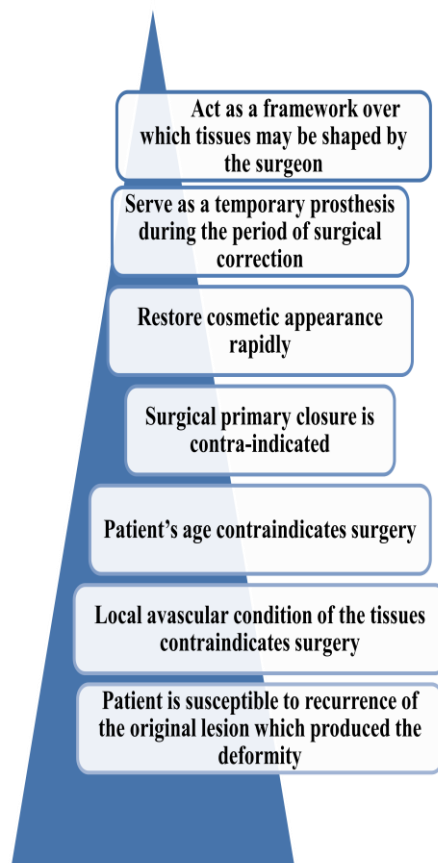 Act as a framework over
which tissues may be shaped by
the surgeon
Serve as a temporary prosthesis
during the period of surgical
correction
Restore cosmetic appearance
rapidly
Surgical primary closure is
contra-indicated
Patient's age contraindicates surgery
Local avascular condition of the tissues
contraindicates surgery
Patient is susceptible to recurrence of
the original lesion which produced the
deformity